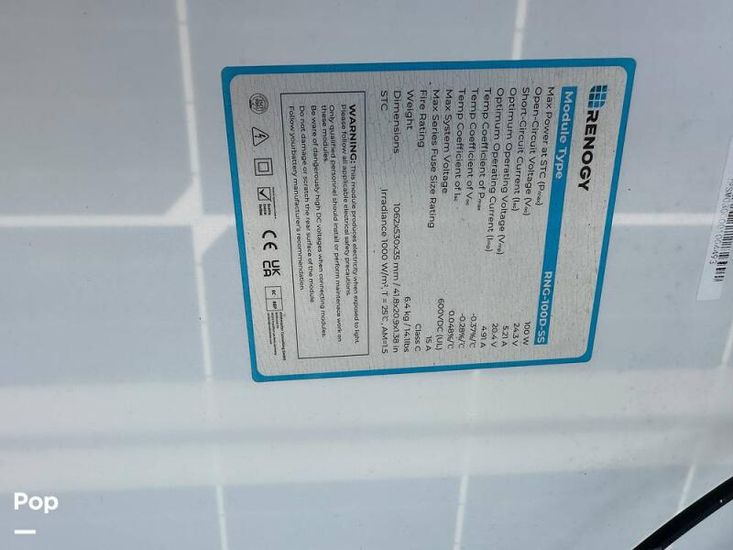 RENOGY
Module Type RNG-100D-SS
Max Power at STC (Pmax) 100 W
Open-Circuit Voltage (Voc) 24.3 V
Short-Circuit Current (Isc) 5.21 A
Optimum Operating Voltage (Vmp) 20.4 V
Optimum Operating Current (Imp) 4.91 A
Temp Coefficient of Pmax -0.37%/°C
Temp Coefficient of Voc -0.28%/°C
Temp Coefficient of Isc 0.048%/°C
Max System Voltage 600VDC (UL)
Max Series Fuse Size Rating 15 A
Fire Rating Class C
Weight 6.4 kg / 14.1lbs
Dimensions 1062x530x35 mm / 41.8x20.9x1.38 in
STC Irradiance 1000 W/m², T = 25°C, AM=1.5
WARNING: This module produces electricity when exposed to light.
Please follow all applicable electrical safety precautions.
Only qualified personnel should install or perform maintenace work on
these modules.
Be ware of dangerously high DC voltages when connecting modules.
Do not damage or scratch the rear surface of the module.
Follow yourbattery manufacturer's recommendation.
CE
UK
CA
Pop